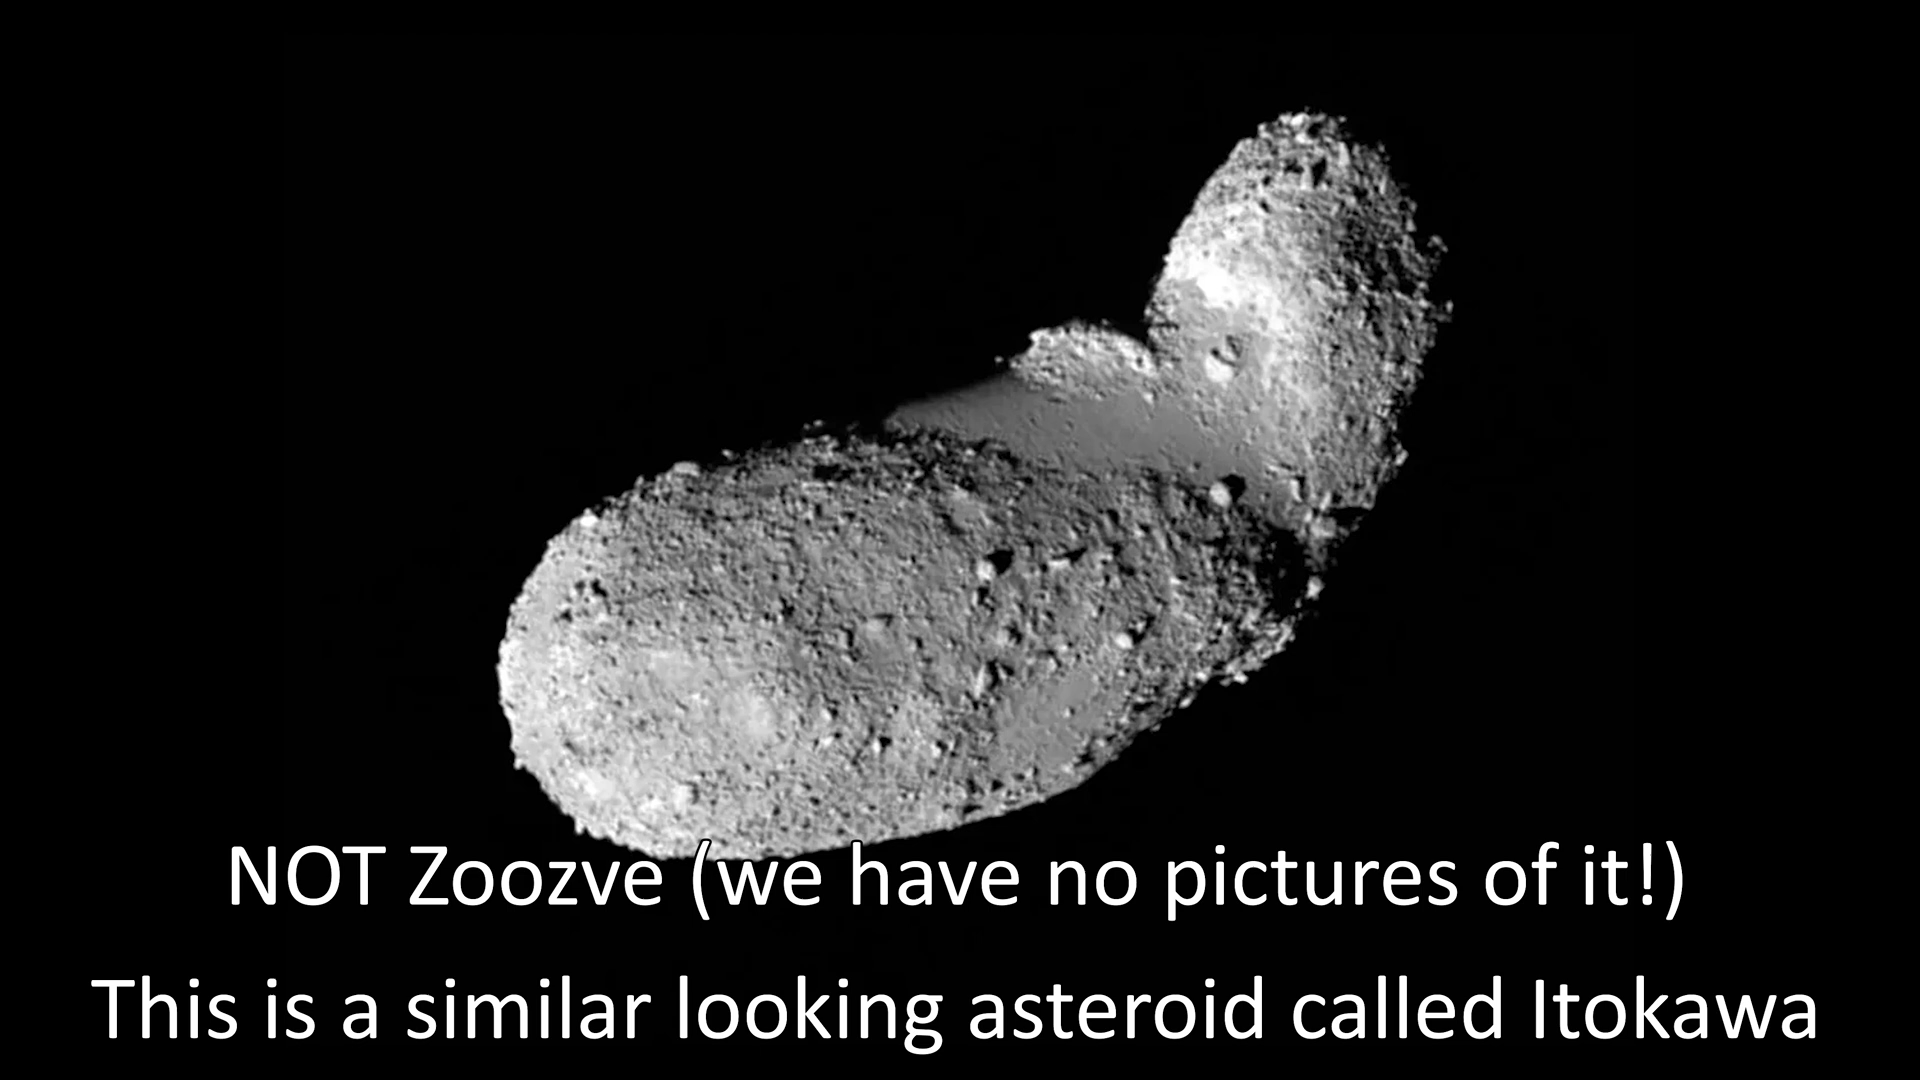 NOT Zoozve (we have no pictures of it!)
This is a similar looking asteroid called Itokawa